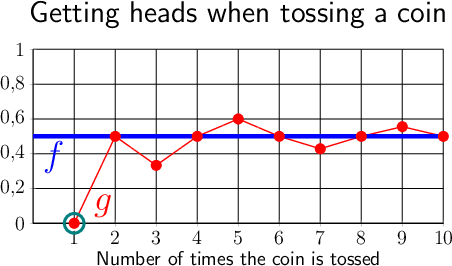 Getting heads when tossing a coin
1
0,8
0,6
0,4
0,2
0
f
g
1 2 3 4 5 6 7 8 9 10
Number of times the coin is tossed